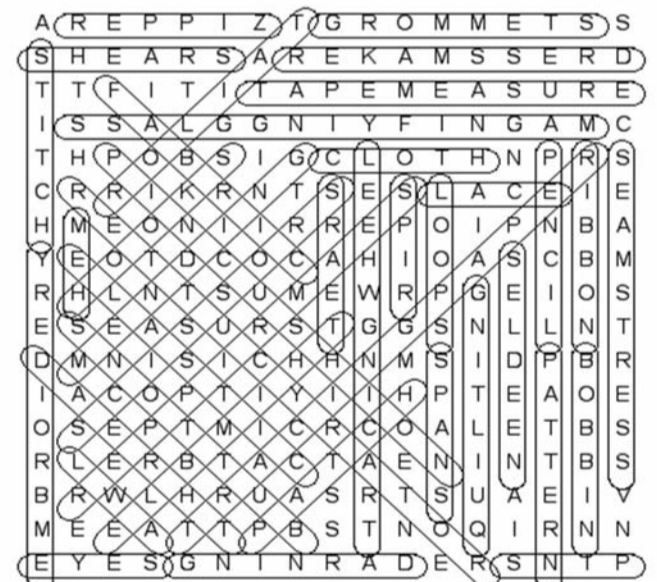 A R E P P I Z T G R O M M E T S S
S H E A R S A R E K A M S S E R D
T T F I T I T A P E M E A S U R E
I S S A L G G N I Y F I N G A M C
T H P O B S I G C L O T H N P R S
C R R I K R N T S E S L A C E I E
H M E O N I I R R E P O I P N B A
Y E O T D C O C A H I O A S C B M
R H L N T S U M E W R P G E I O S
E S E A S U R S T G G S N L L N T
D M N I S I C H H N M S I D P B R
I A C O P T I Y I I H P T E A O E
O S E P T M I C R C O A L E T B S
R L E R B T A C T A E N I N T B S
B R W L H R U A S R T S U A E I V
M E E A T T P B S T N O Q I R N N
E Y E S G N I N R A D E R S N T P